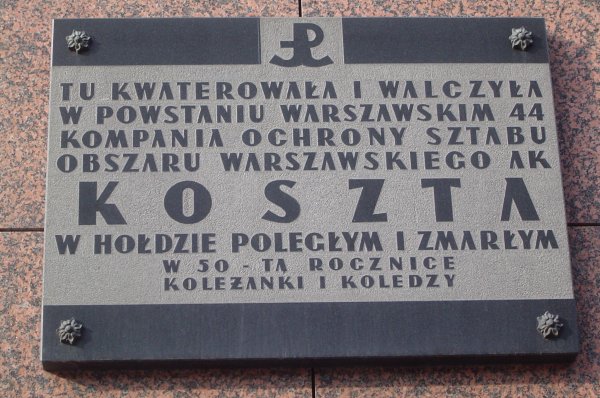 TU KWATEROWAŁA I WALCZYŁA
W POWSTANIU WARSZAWSKIM 44
KOMPANIA OCHRONY SZTABU
OBSZARU WARSZAWSKIEGO AK
KOSZTA
W HOŁDZIE POLEGŁYM I ZMARŁYM
W 50-TĄ ROCZNICE
KOLEŻANKI I KOLEDZY